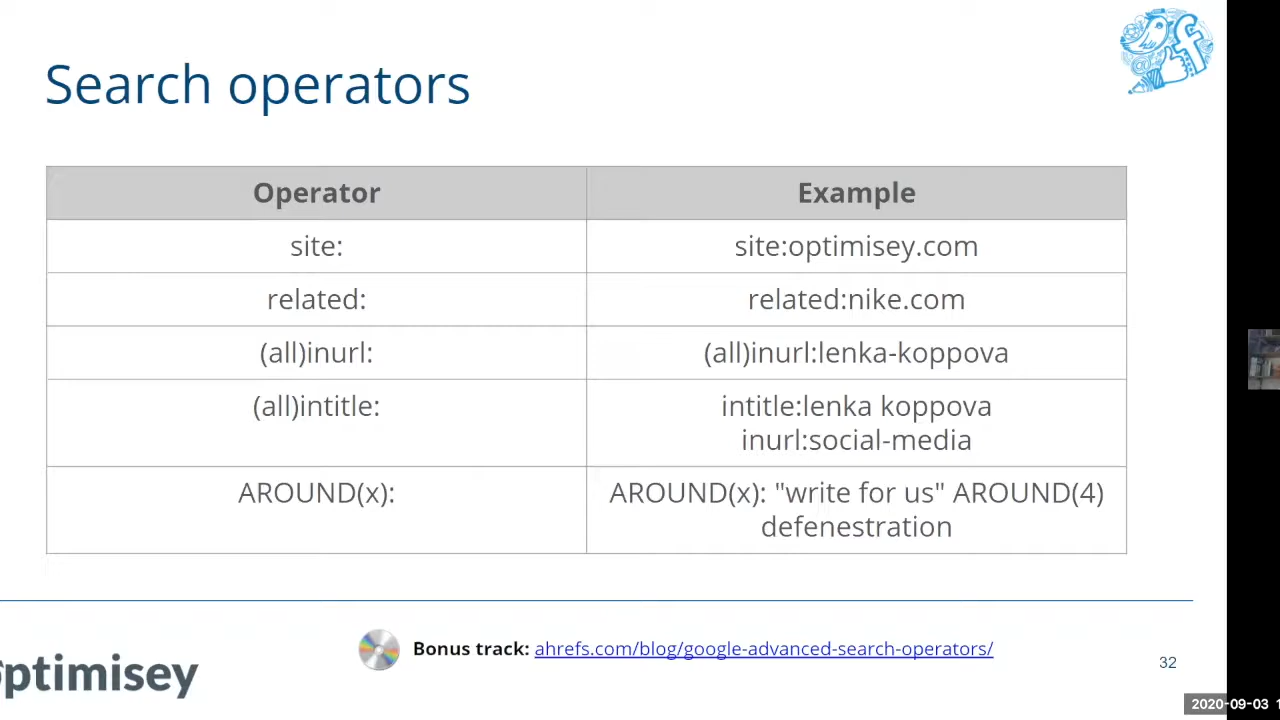 Search operators
Operator Example
site: site:optimisey.com
related: related:nike.com
(all)inurl: (all)inurl:lenka-koppova
(all)intitle: intitle:lenka koppova
inurl:social-media
AROUND(x): AROUND(x): "write for us" AROUND(4)
defenestration
Bonus track: ahrefs.com/blog/google-advanced-search-operators/
optimisey
32
2020-09-03